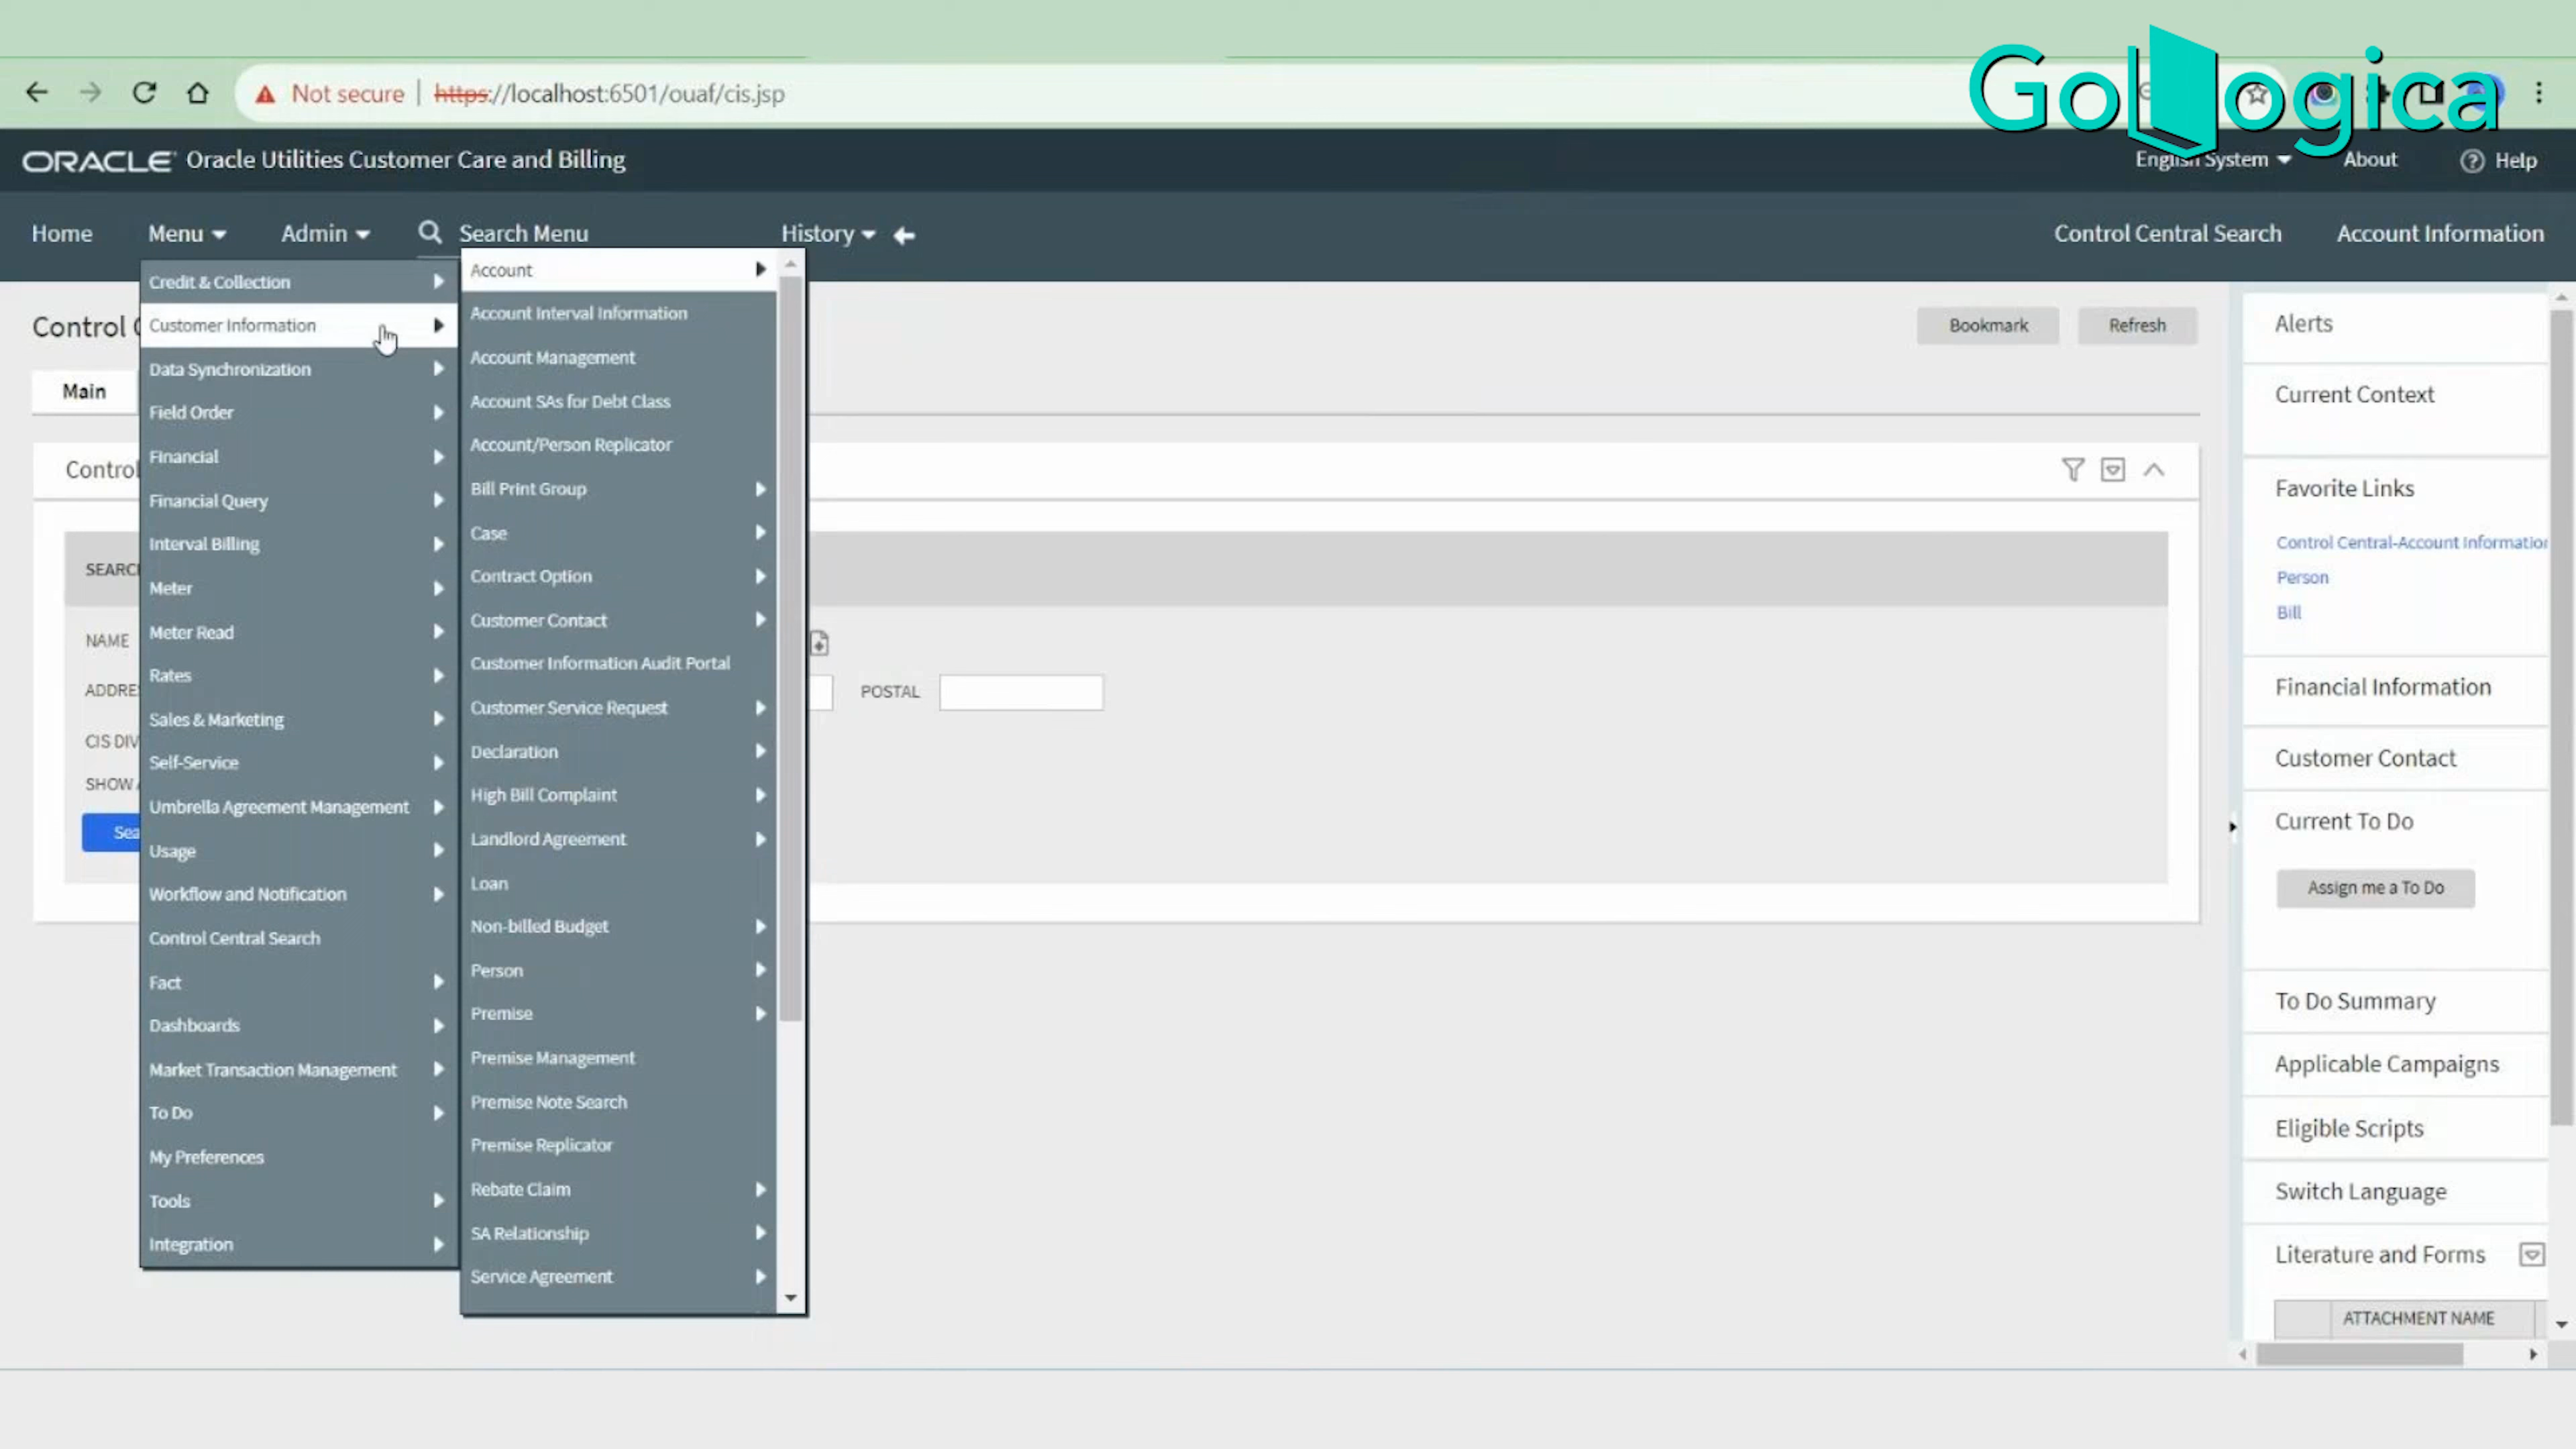 GoLogica
Not secure
https://localhost:6501/ouaf/cis.jsp
ORACLE Oracle Utilities Customer Care and Billing
English System
About
Help
Home
Menu
Admin
Search Menu
History
Control Central Search
Account Information
Control
Bookmark
Refresh
Main
Control
SEARC
NAME
ADDRE
CIS DIV
SHOW
Sea
Credit & Collection
Customer Information
Data Synchronization
Field Order
Financial
Financial Query
Interval Billing
Meter
Meter Read
Rates
Sales & Marketing
Self-Service
Umbrella Agreement Management
Usage
Workflow and Notification
Control Central Search
Fact
Dashboards
Market Transaction Management
To Do
My Preferences
Tools
Integration
Account
Account Interval Information
Account Management
Account SAs for Debt Class
Account/Person Replicator
Bill Print Group
Case
Contract Option
Customer Contact
Customer Information Audit Portal
Customer Service Request
Declaration
High Bill Complaint
Landlord Agreement
Loan
Non-billed Budget
Person
Premise
Premise Management
Premise Note Search
Premise Replicator
Rebate Claim
SA Relationship
Service Agreement
POSTAL
Alerts
Current Context
Favorite Links
Control Central-Account Information
Person
Bill
Financial Information
Customer Contact
Current To Do
Assign me a To Do
To Do Summary
Applicable Campaigns
Eligible Scripts
Switch Language
Literature and Forms
ATTACHMENT NAME